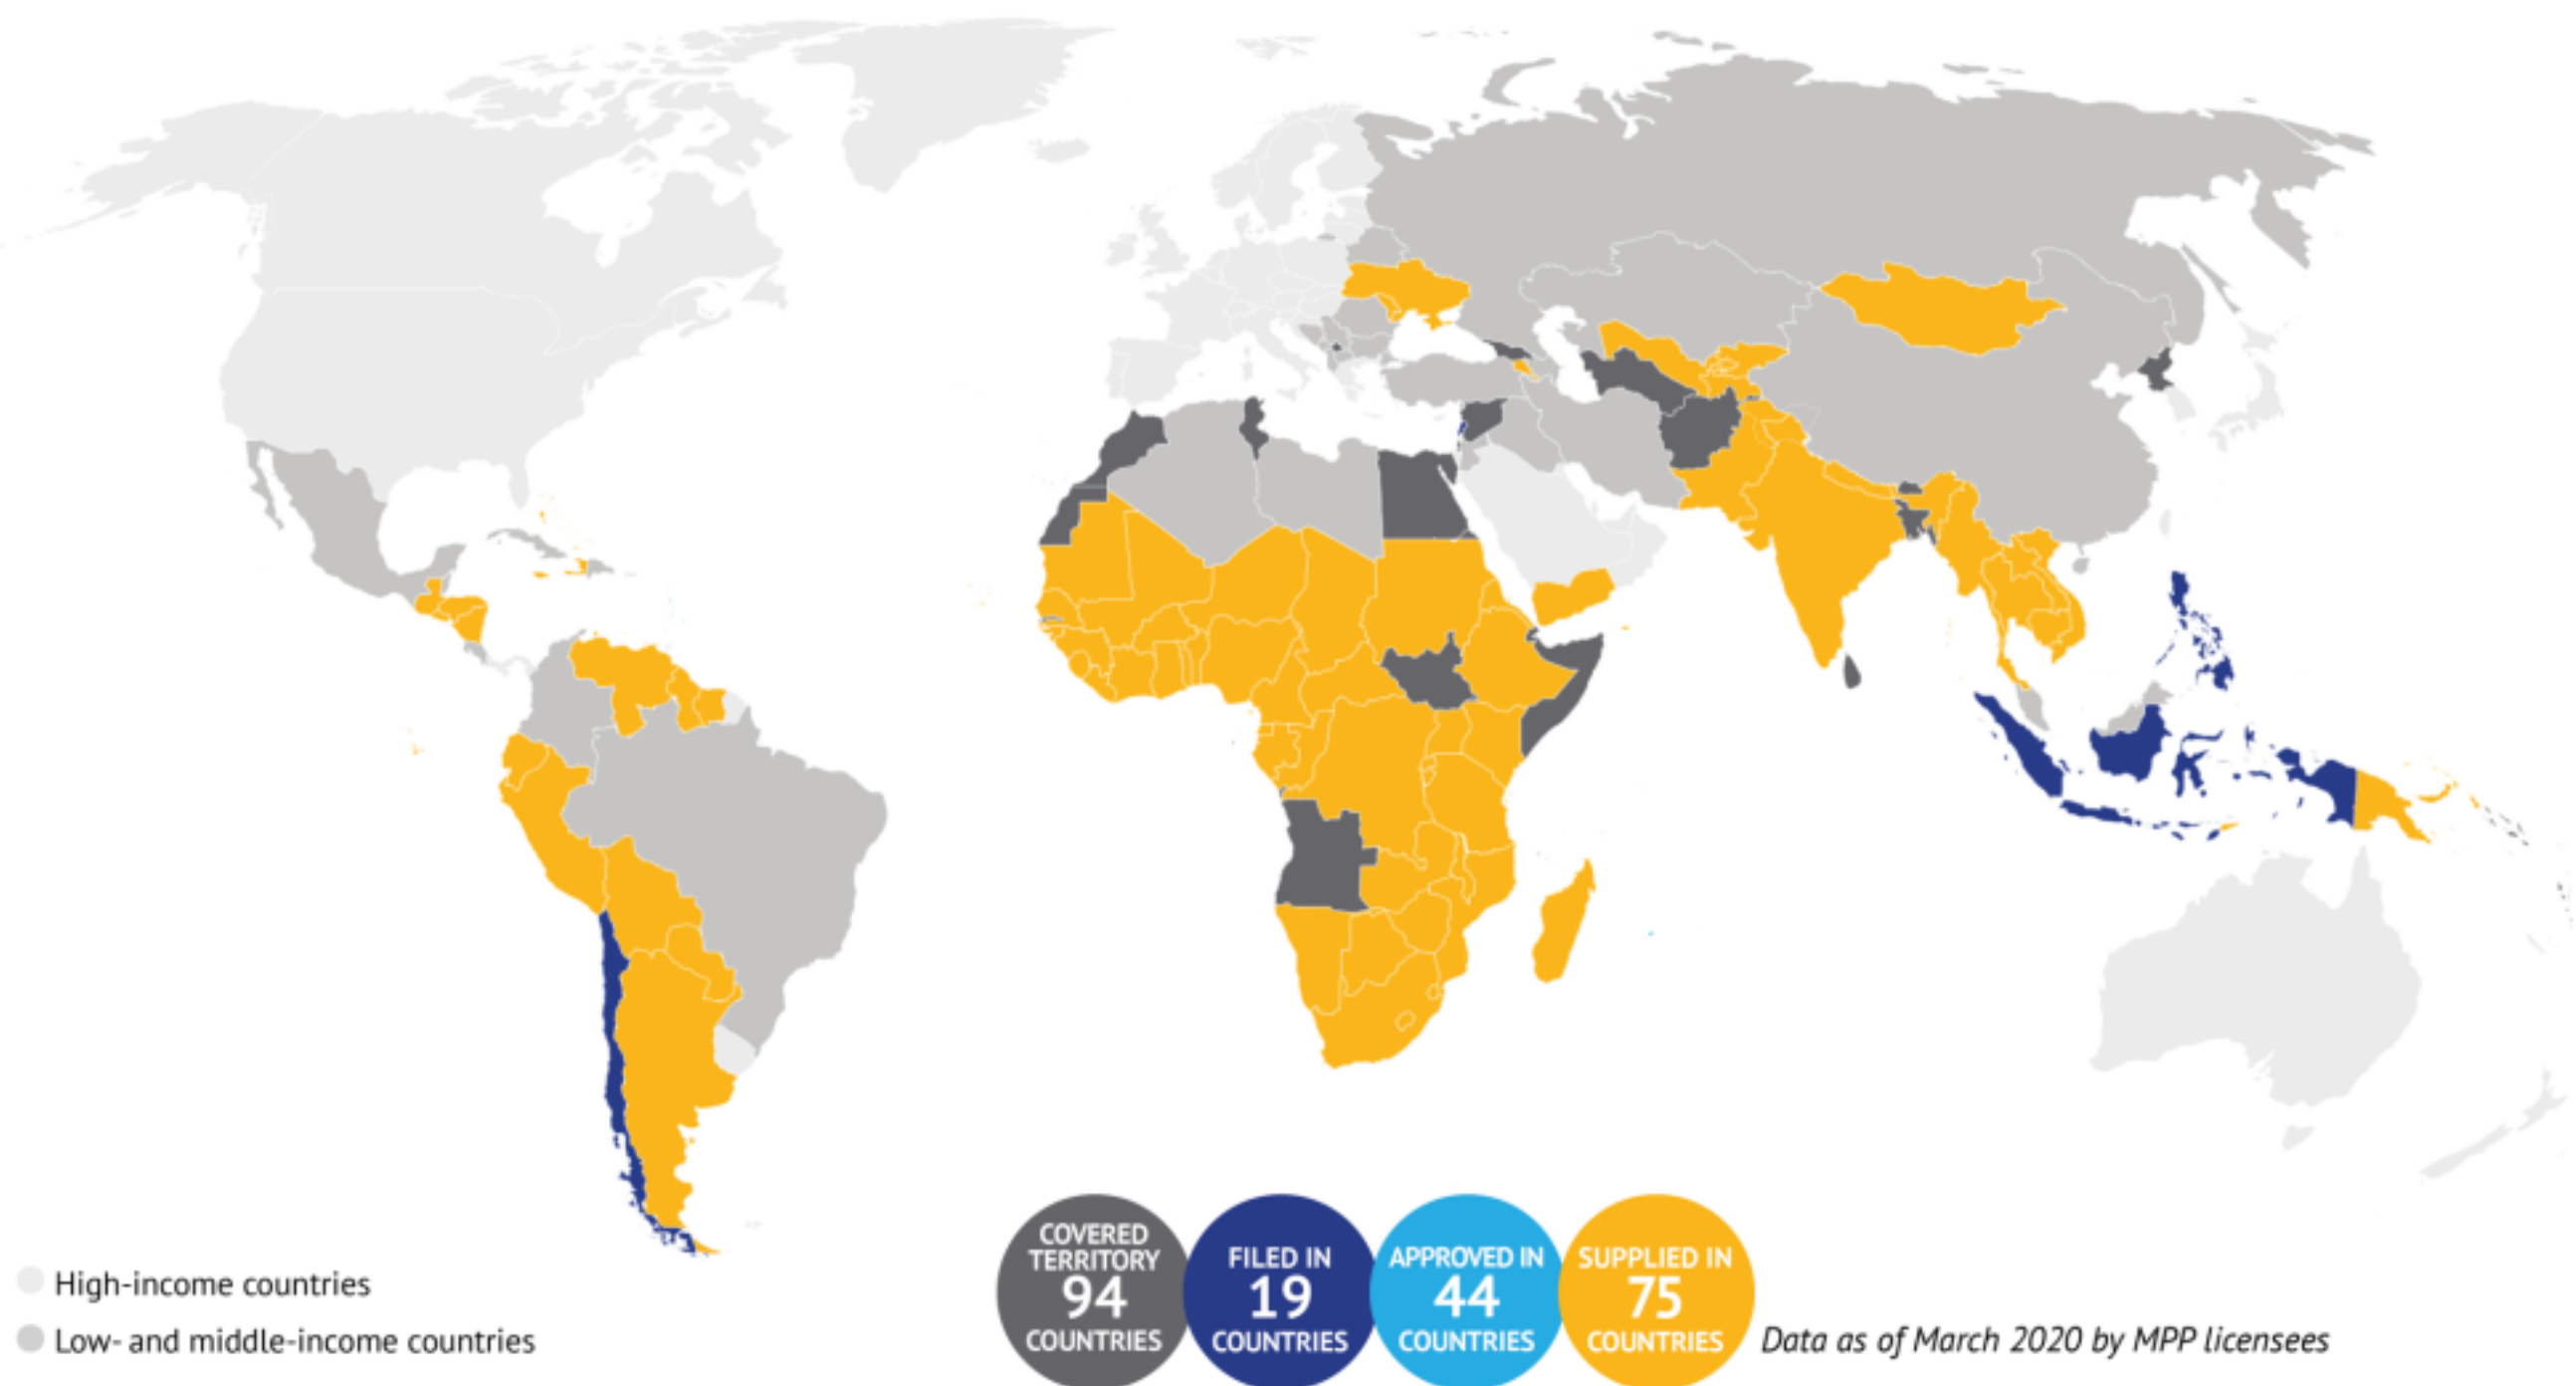 High-income countries
Low- and middle-income countries
COVERED
TERRITORY
94
COUNTRIES
FILED IN
19
COUNTRIES
APPROVED IN
44
COUNTRIES
SUPPLIED IN
75
COUNTRIES
Data as of March 2020 by MPP licensees